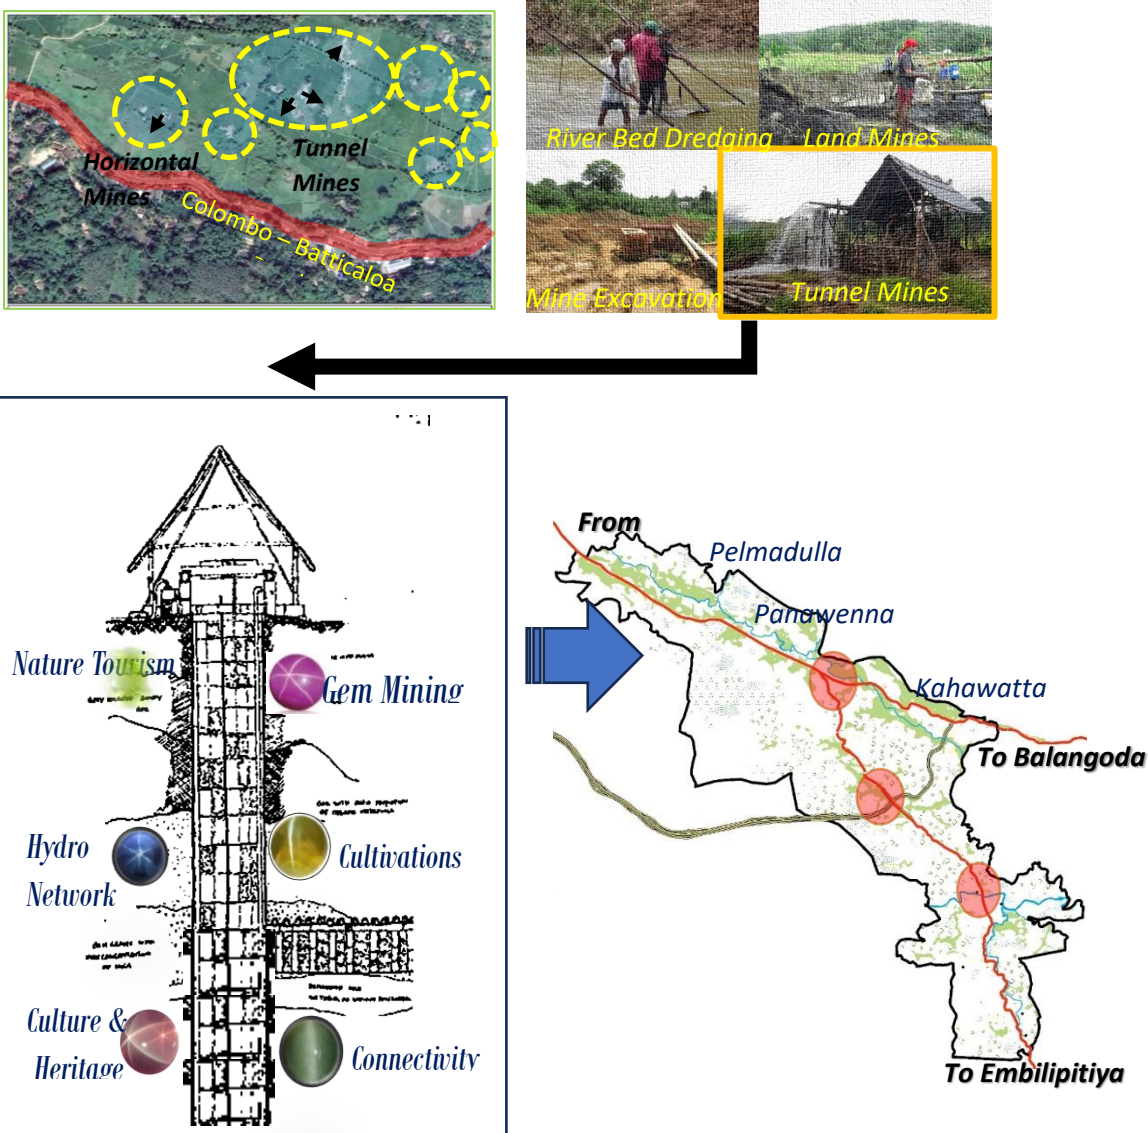 Horizontal
Mines
Tunnel
Mines
Colombo – Batticaloa
River Bed Dredging
Land Mines
Mine Excavation
Tunnel Mines
Nature Tourism
Gem Mining
Hydro
Network
Cultivations
Culture &
Heritage
Connectivity
From
Pelmadulla
Panawenna
Kahawatta
To Balangoda
To Embilipitiya